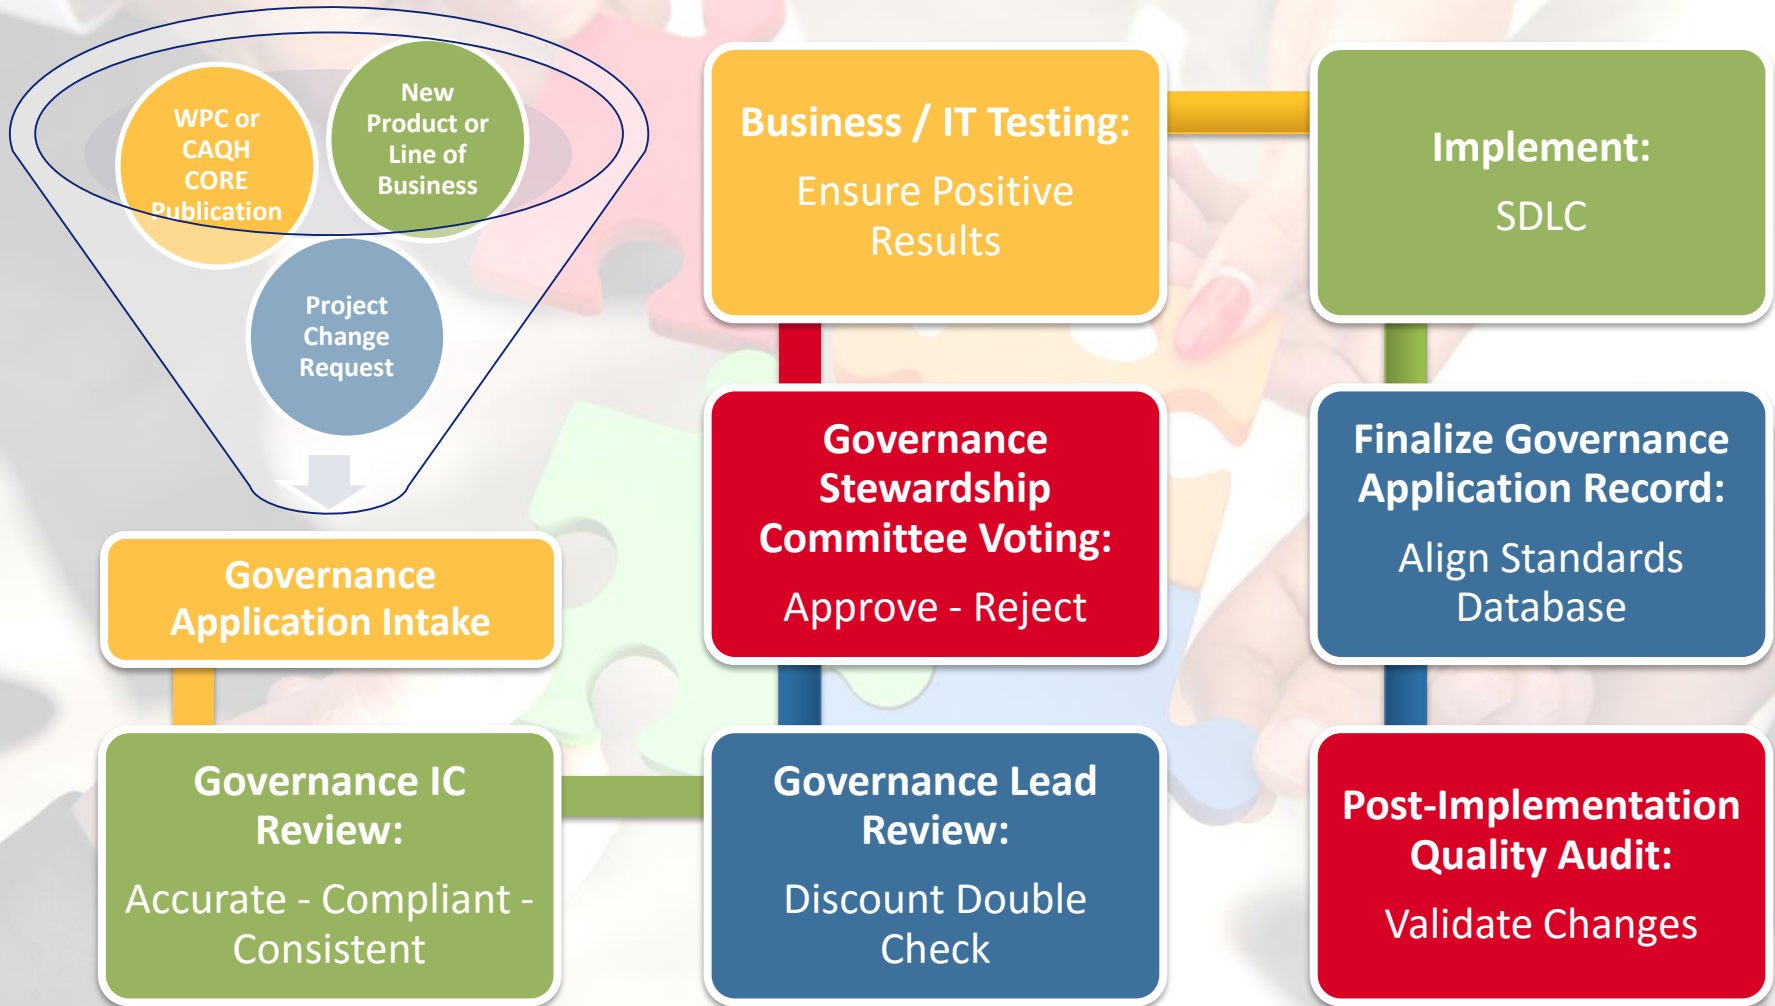 WPC or
CAQH
CORE
Publication
New
Product or
Line of
Business
Project
Change
Request
Governance
Application Intake
Governance IC
Review:
Accurate - Compliant -
Consistent
Governance Lead
Review:
Discount Double
Check
Governance
Stewardship
Committee Voting:
Approve - Reject
Business / IT Testing:
Ensure Positive
Results
Implement:
SDLC
Finalize Governance
Application Record:
Align Standards
Database
Post-Implementation
Quality Audit:
Validate Changes